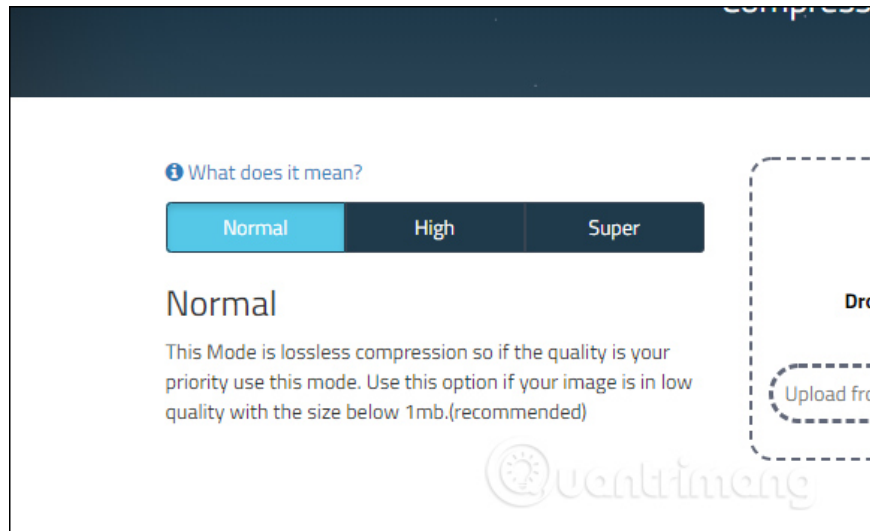 What does it mean?
Normal High Super
Normal
This Mode is lossless compression so if the quality is your
priority use this mode. Use this option if your image is in low
quality with the size below 1mb.(recommended)
Upload
Quantrimang